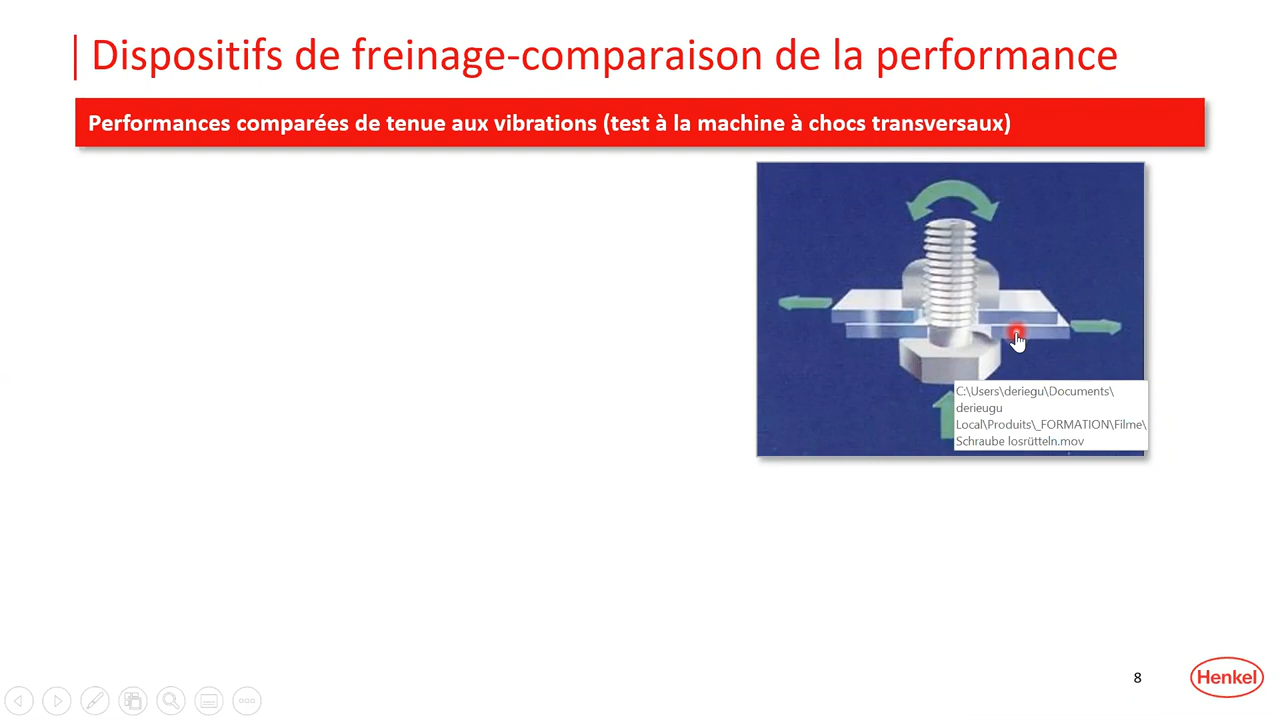 Dispositifs de freinage-comparaison de la performance
Performances comparées de tenue aux vibrations (test à la machine à chocs transversaux)
C:\Users\deriegu\Documents\
derieugu
Local\Produits\_FORMATION\Filme\
Schraube losrütteln.mov
8
Henkel